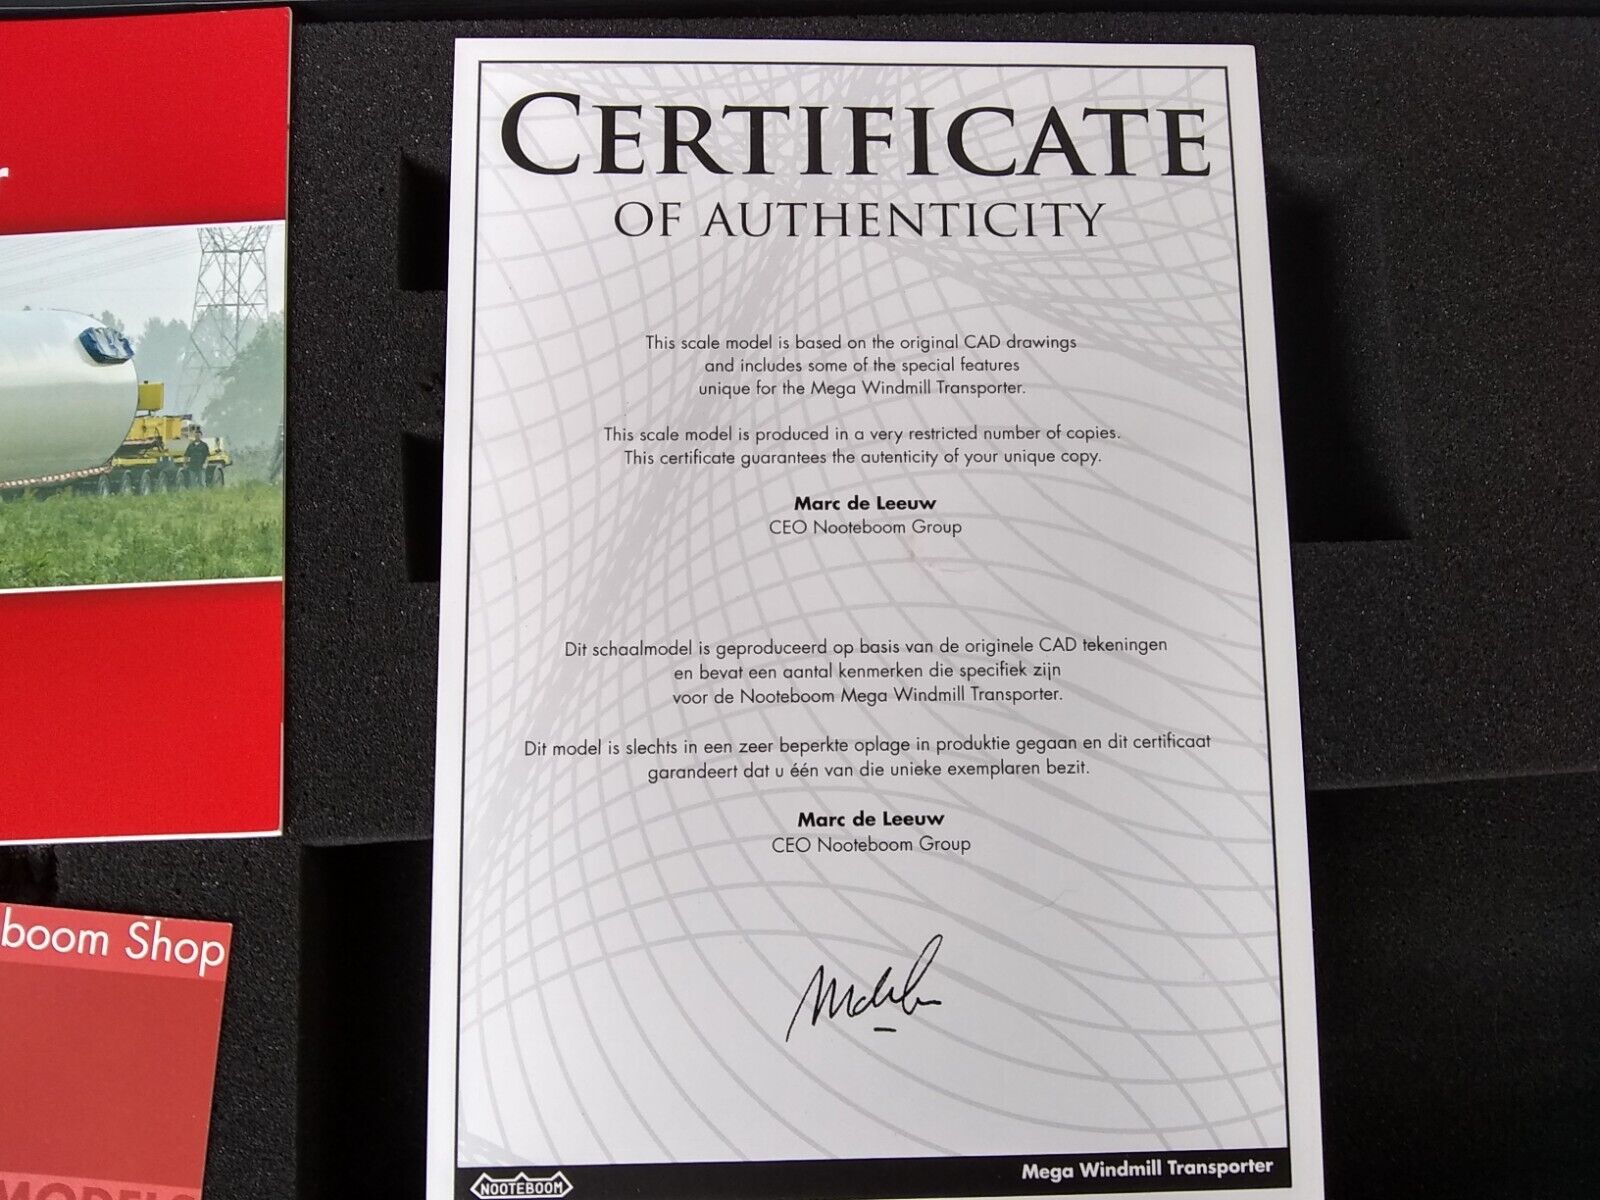 CERTIFICATE
OF AUTHENTICITY
This scale model is based on the original CAD drawings
and includes some of the special features
unique for the Mega Windmill Transporter.
This scale model is produced in a very restricted number of copies.
This certificate guarantees the autenticity of your unique copy.
Marc de Leeuw
CEO Nooteboom Group
Dit schaalmodel is geproduceerd op basis van de originele CAD tekeningen
en bevat een aantal kenmerken die specifiek zijn
voor de Nooteboom Mega Windmill Transporter.
Dit model is slechts in een zeer beperkte oplage in produktie gegaan en dit certificaat
garandeert dat u één van die unieke exemplaren bezit.
Marc de Leeuw
CEO Nooteboom Group
NOOTEBOOM
Mega Windmill Transporter
r
boom Shop
MODELS